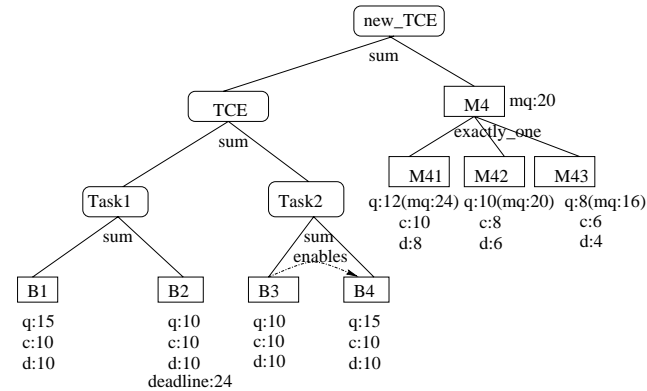 new_TCE
sum
TCE
M4 mq:20
sum
exactly_one
M41 M42 M43
q:12(mq:24) q:10(mq:20) q:8(mq:16)
c:10 c:8 c:6
d:8 d:6 d:4
Task1 Task2
sum sum
enables
B1 B2 B3 B4
q:15 q:10 q:10 q:15
c:10 c:10 c:10 c:10
d:10 d:10 d:10 d:10
deadline:24